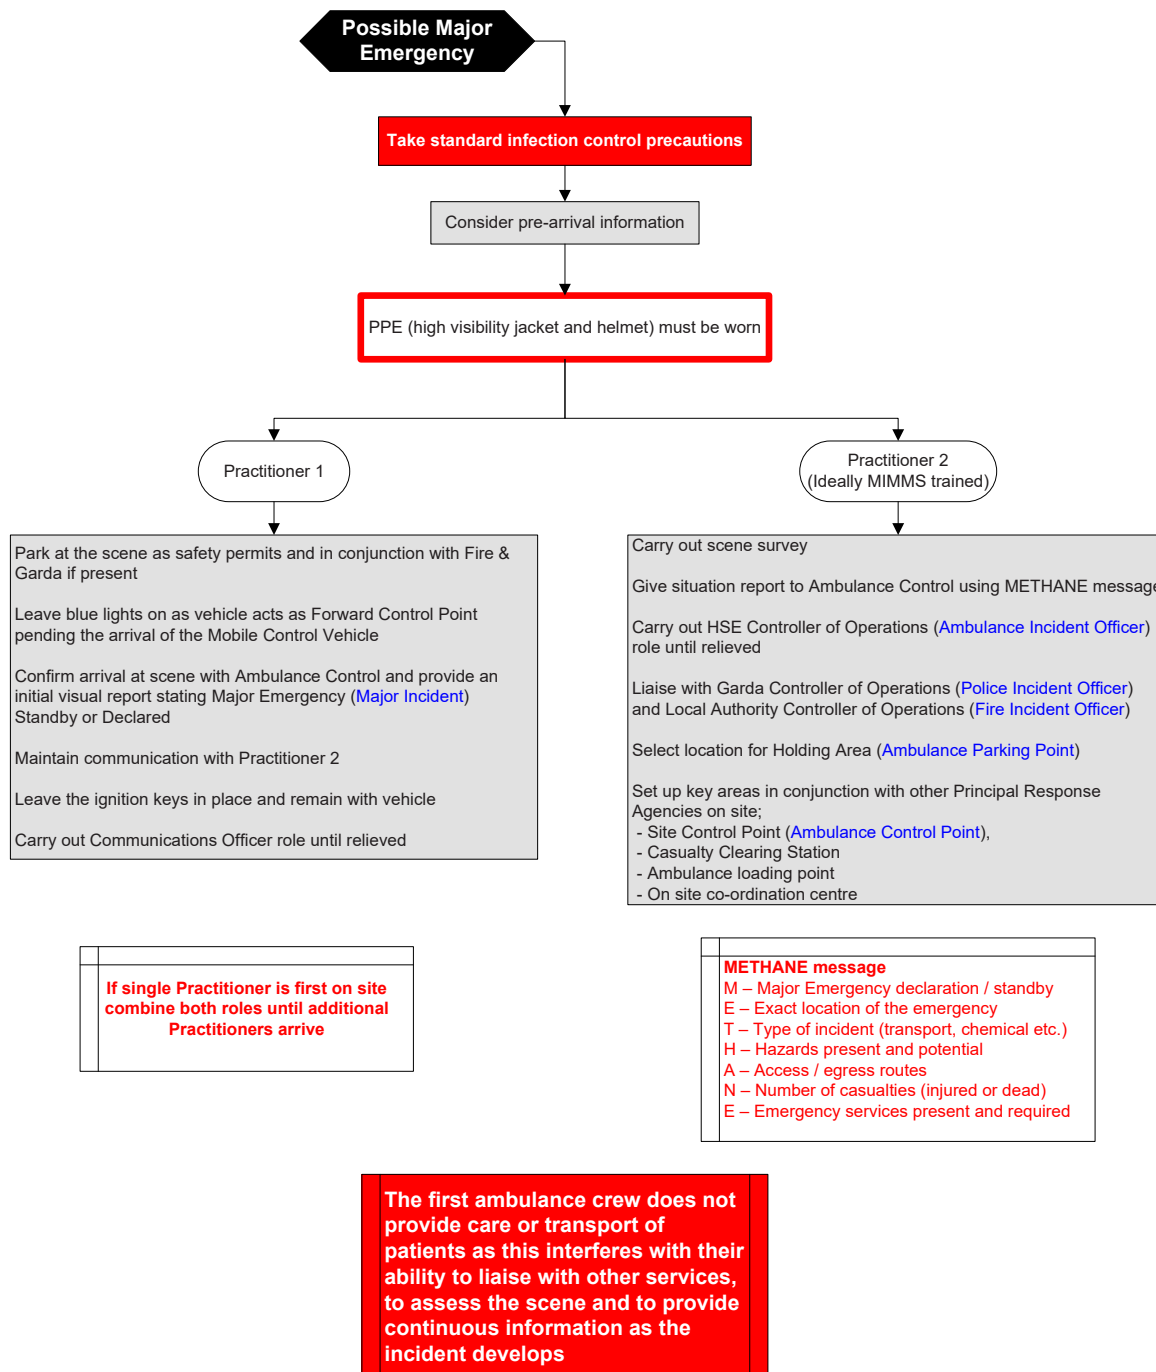 Possible Major
Emergency
Take standard infection control precautions
Consider pre-arrival information
PPE (high visibility jacket and helmet) must be worn
Practitioner 1
Practitioner 2
(Ideally MIMMS trained)
Park at the scene as safety permits and in conjunction with Fire &
Garda if present
Leave blue lights on as vehicle acts as Forward Control Point
pending the arrival of the Mobile Control Vehicle
Confirm arrival at scene with Ambulance Control and provide an
initial visual report stating Major Emergency (Major Incident)
Standby or Declared
Maintain communication with Practitioner 2
Leave the ignition keys in place and remain with vehicle
Carry out Communications Officer role until relieved
Carry out scene survey
Give situation report to Ambulance Control using METHANE message
Carry out HSE Controller of Operations (Ambulance Incident Officer)
role until relieved
Liaise with Garda Controller of Operations (Police Incident Officer)
and Local Authority Controller of Operations (Fire Incident Officer)
Select location for Holding Area (Ambulance Parking Point)
Set up key areas in conjunction with other Principal Response
Agencies on site;
- Site Control Point (Ambulance Control Point),
- Casualty Clearing Station
- Ambulance loading point
- On site co-ordination centre
If single Practitioner is first on site
combine both roles until additional
Practitioners arrive
METHANE message
M – Major Emergency declaration / standby
E – Exact location of the emergency
T – Type of incident (transport, chemical etc.)
H – Hazards present and potential
A – Access / egress routes
N – Number of casualties (injured or dead)
E – Emergency services present and required
The first ambulance crew does not
provide care or transport of
patients as this interferes with their
ability to liaise with other services,
to assess the scene and to provide
continuous information as the
incident develops